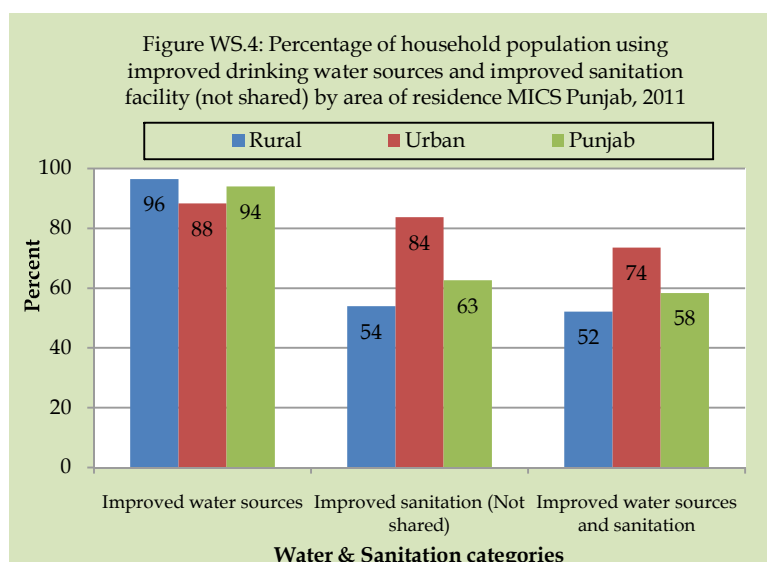 Figure WS.4: Percentage of household population using
improved drinking water sources and improved sanitation
facility (not shared) by area of residence MICS Punjab, 2011
Rural Urban Punjab
100
80
60
40
20
0
Percent
96 88 94
54 84 63
52 74 58
Improved water sources Improved sanitation (Not shared) Improved water sources and sanitation
Water & Sanitation categories